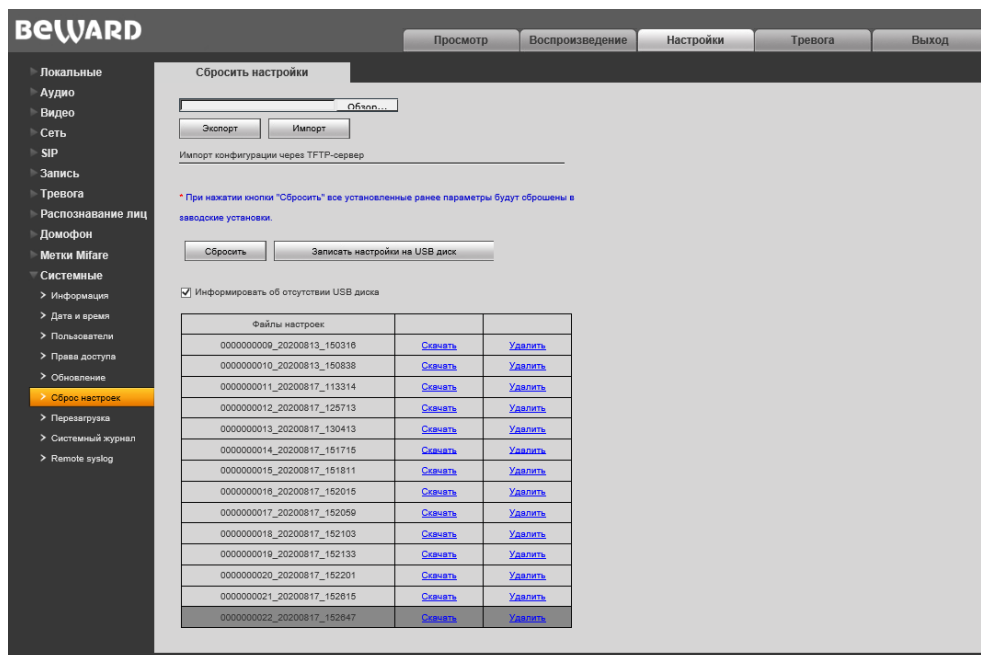 BEWARD
Просмотр Воспроизведение Настройки Тревога Выход
Локальные
Аудио
Видео
Сеть
SIP
Запись
Тревога
Распознавание лиц
Домофон
Метки Mifare
Системные
Информация
Дата и время
Пользователи
Права доступа
Обновление
Сброс настроек
Перезагрузка
Системный журнал
Remote syslog
Сбросить настройки
Обзор...
Экспорт Импорт
Импорт конфигурации через TFTP-сервер
* При нажатии кнопки "Сбросить" все установленные ранее параметры будут сброшены в
заводские установки.
Сбросить Записать настройки на USB диск
Информировать об отсутствии USB диска
Файлы настроек
0000000009_20200813_150316 Скачать Удалить
0000000010_20200813_150838 Скачать Удалить
0000000011_20200817_113314 Скачать Удалить
0000000012_20200817_125713 Скачать Удалить
0000000013_20200817_130413 Скачать Удалить
0000000014_20200817_151715 Скачать Удалить
0000000015_20200817_151811 Скачать Удалить
0000000016_20200817_152015 Скачать Удалить
0000000017_20200817_152059 Скачать Удалить
0000000018_20200817_152103 Скачать Удалить
0000000019_20200817_152133 Скачать Удалить
0000000020_20200817_152201 Скачать Удалить
0000000021_20200817_152615 Скачать Удалить
0000000022_20200817_152647 Скачать Удалить